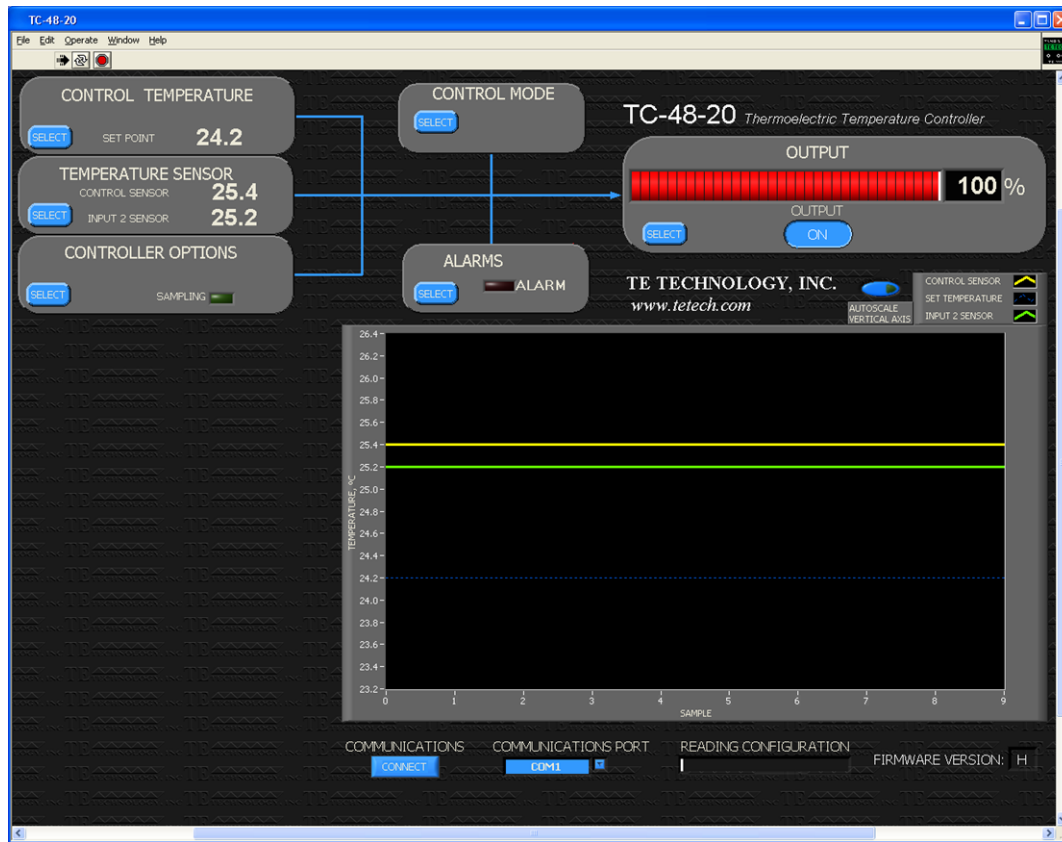 TC-48-20
File Edit Operate Window Help
CONTROL TEMPERATURE
SELECT SET POINT 24.2
TEMPERATURE SENSOR
CONTROL SENSOR 25.4
SELECT INPUT 2 SENSOR 25.2
CONTROLLER OPTIONS
SELECT SAMPLING
CONTROL MODE
SELECT
ALARMS
SELECT ALARM
TC-48-20 Thermoelectric Temperature Controller
OUTPUT
100 %
OUTPUT
SELECT ON
TE TECHNOLOGY, INC.
www.tetech.com
AUTOSCALE
VERTICAL AXIS
CONTROL SENSOR
SET TEMPERATURE
INPUT 2 SENSOR
TEMPERATURE, ºC
26.4
26.2
26.0
25.8
25.6
25.4
25.2
25.0
24.8
24.6
24.4
24.2
24.0
23.8
23.6
23.4
23.2
0 1 2 3 4 5 6 7 8 9
SAMPLE
COMMUNICATIONS
CONNECT
COMMUNICATIONS PORT
COM1
READING CONFIGURATION
FIRMWARE VERSION: H